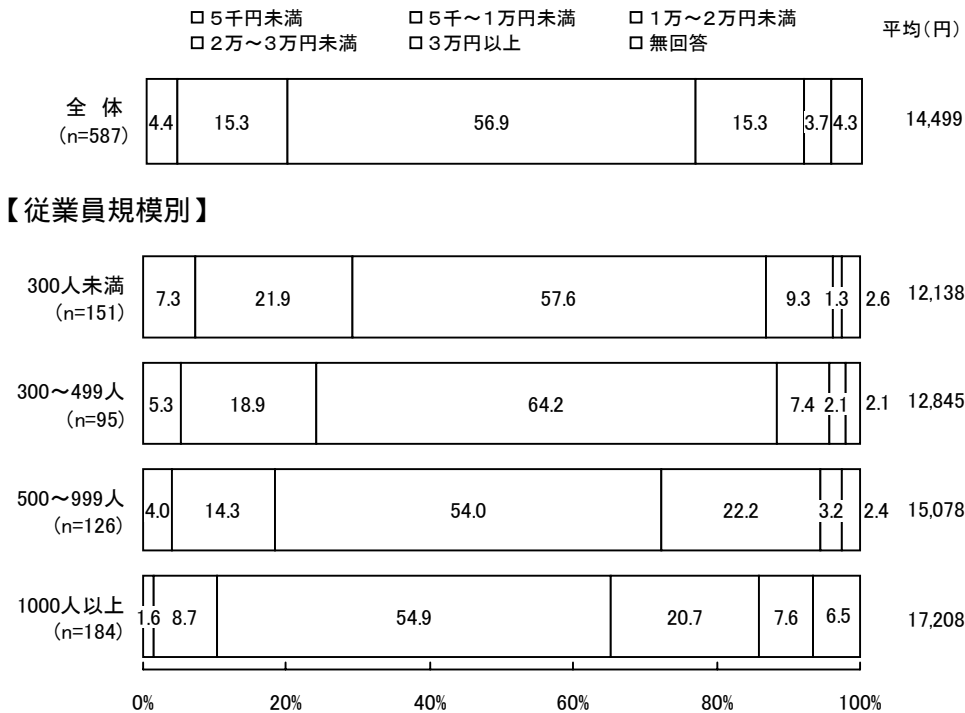 □５千円未満 □５千～１万円未満 □１万～２万円未満
□２万～３万円未満 □３万円以上 □無回答
平均(円)
全 体
(n=587)
4.4 15.3 56.9 15.3 3.7 4.3 14,499
【従業員規模別】
300人未満
(n=151)
7.3 21.9 57.6 9.3 1.3 2.6 12,138
300～499人
(n=95)
5.3 18.9 64.2 7.4 2.1 2.1 12,845
500～999人
(n=126)
4.0 14.3 54.0 22.2 3.2 2.4 15,078
1000人以上
(n=184)
1.6 8.7 54.9 20.7 7.6 6.5 17,208
0% 20% 40% 60% 80% 100%